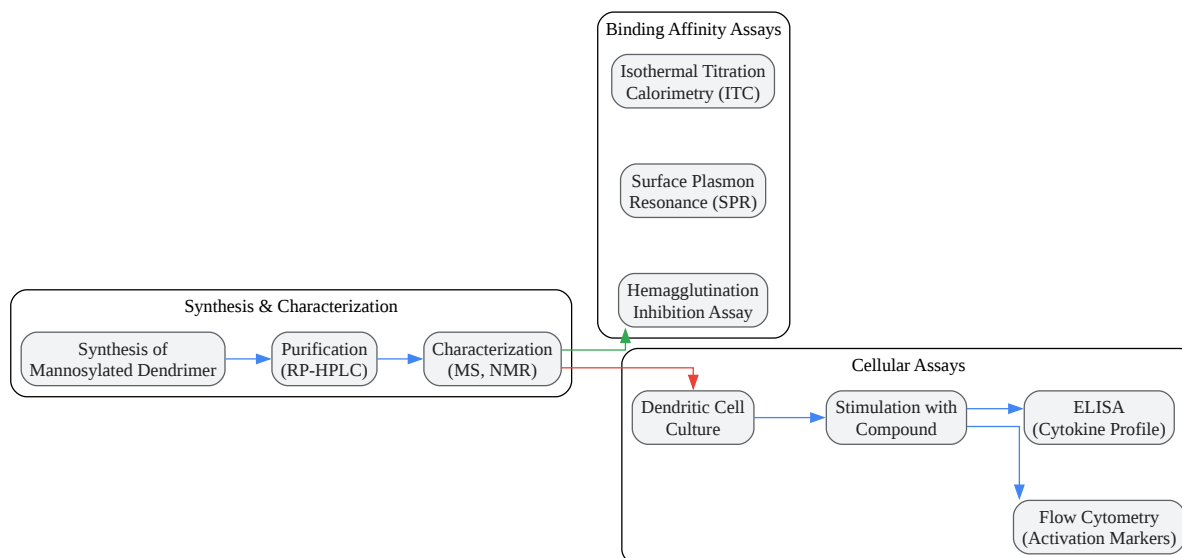 Binding Affinity Assays
Isothermal Titration
Calorimetry (ITC)
Surface Plasmon
Resonance (SPR)
Hemagglutination
Inhibition Assay
Synthesis & Characterization
Synthesis of
Mannosylated Dendrimer
Purification
(RP-HPLC)
Characterization
(MS, NMR)
Cellular Assays
Dendritic Cell
Culture
Stimulation with
Compound
ELISA
(Cytokine Profile)
Flow Cytometry
(Activation Markers)